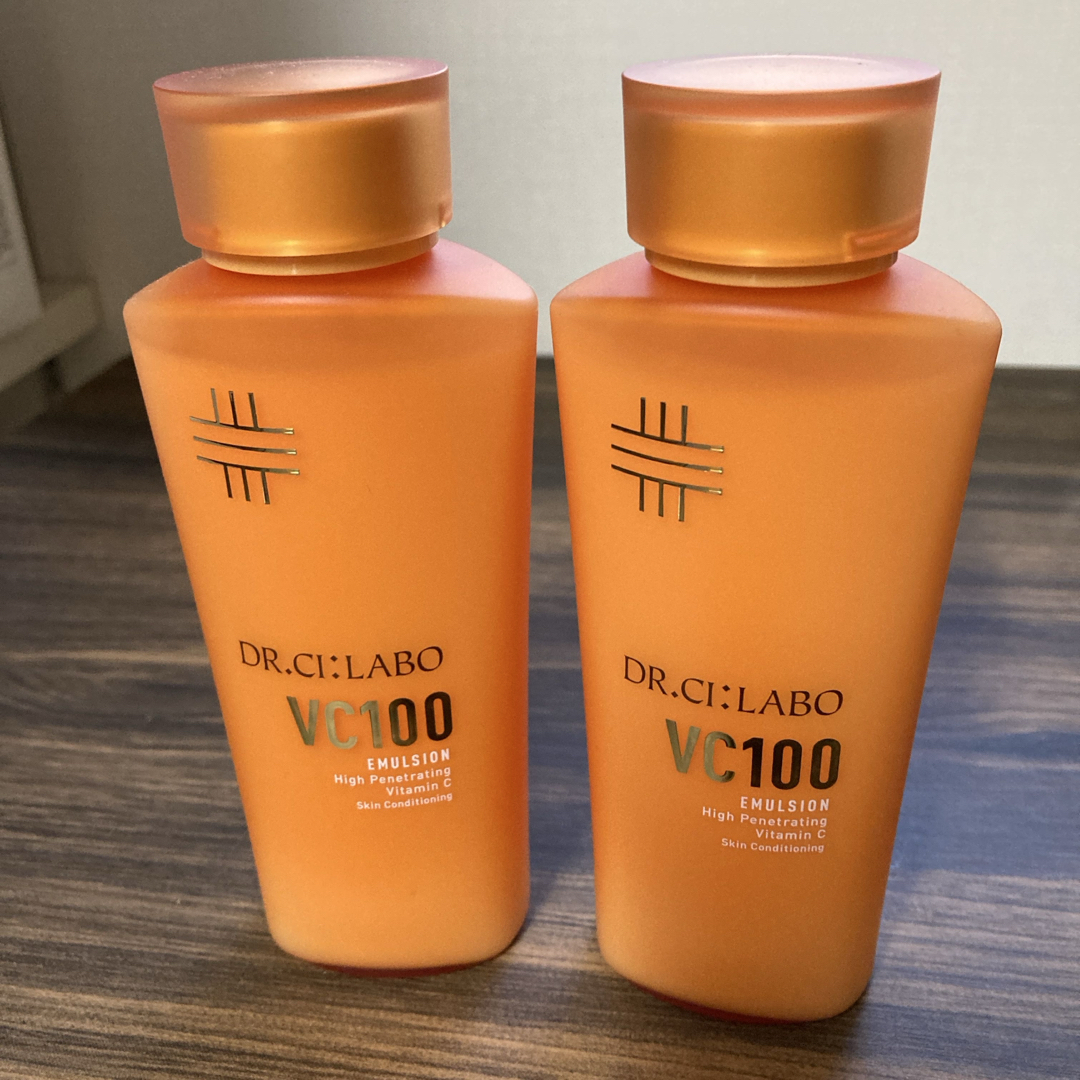 DR.CI:LABO
VC100
EMULSION
High Penetrating
Vitamin C
Skin Conditioning
DR.CI:LABO
VC100
EMULSION
High Penetrating
Vitamin C
Skin Conditioning